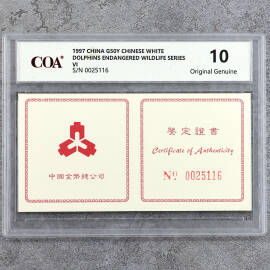 COA
1997 CHINA G50Y CHINESE WHITE
DOLPHINS ENDANGERED WILDLIFE SERIES
VI
S/N 0025116
10
Original Genuine
中國金幣總公司
鉴定證書
Certificate of Authenticity
Nº 0025116